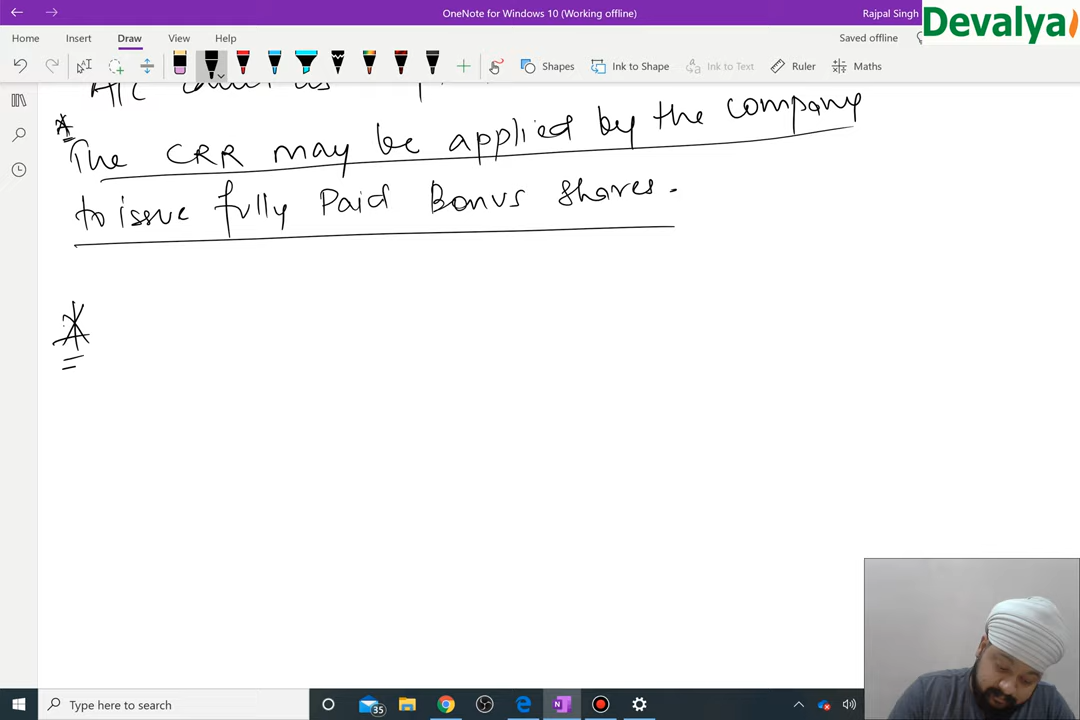 OneNote for Windows 10 (Working offline)
Rajpal Singh
Devalya
Home Insert Draw View Help
Saved offline
Shapes Ink to Shape Ink to Text Ruler Maths
A/C
The CRR may be applied by the company
to issue fully Paid Bonus shares.
Type here to search
35